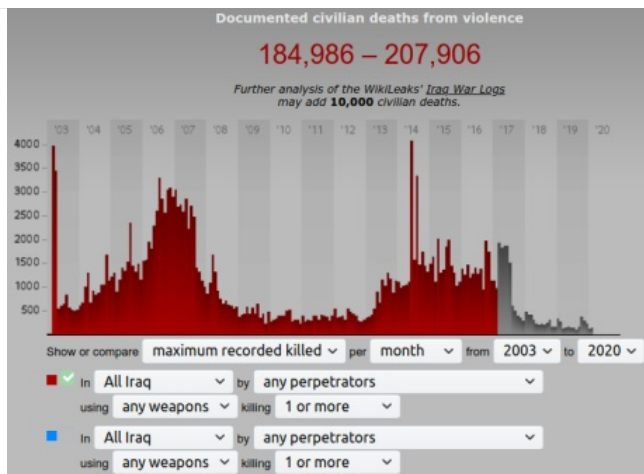 Documented civilian deaths from violence
184,986 – 207,906
Further analysis of the WikiLeaks' Iraq War Logs
may add 10,000 civilian deaths.
'03 '04 '05 '06 '07 '08 '09 '10 '11 '12 '13 '14 '15 '16 '17 '18 '19 '20
4000
3500
3000
2500
2000
1500
1000
500
Show or compare maximum recorded killed per month from 2003 to 2020
In All Iraq by any perpetrators
using any weapons killing 1 or more
In All Iraq by any perpetrators
using any weapons killing 1 or more